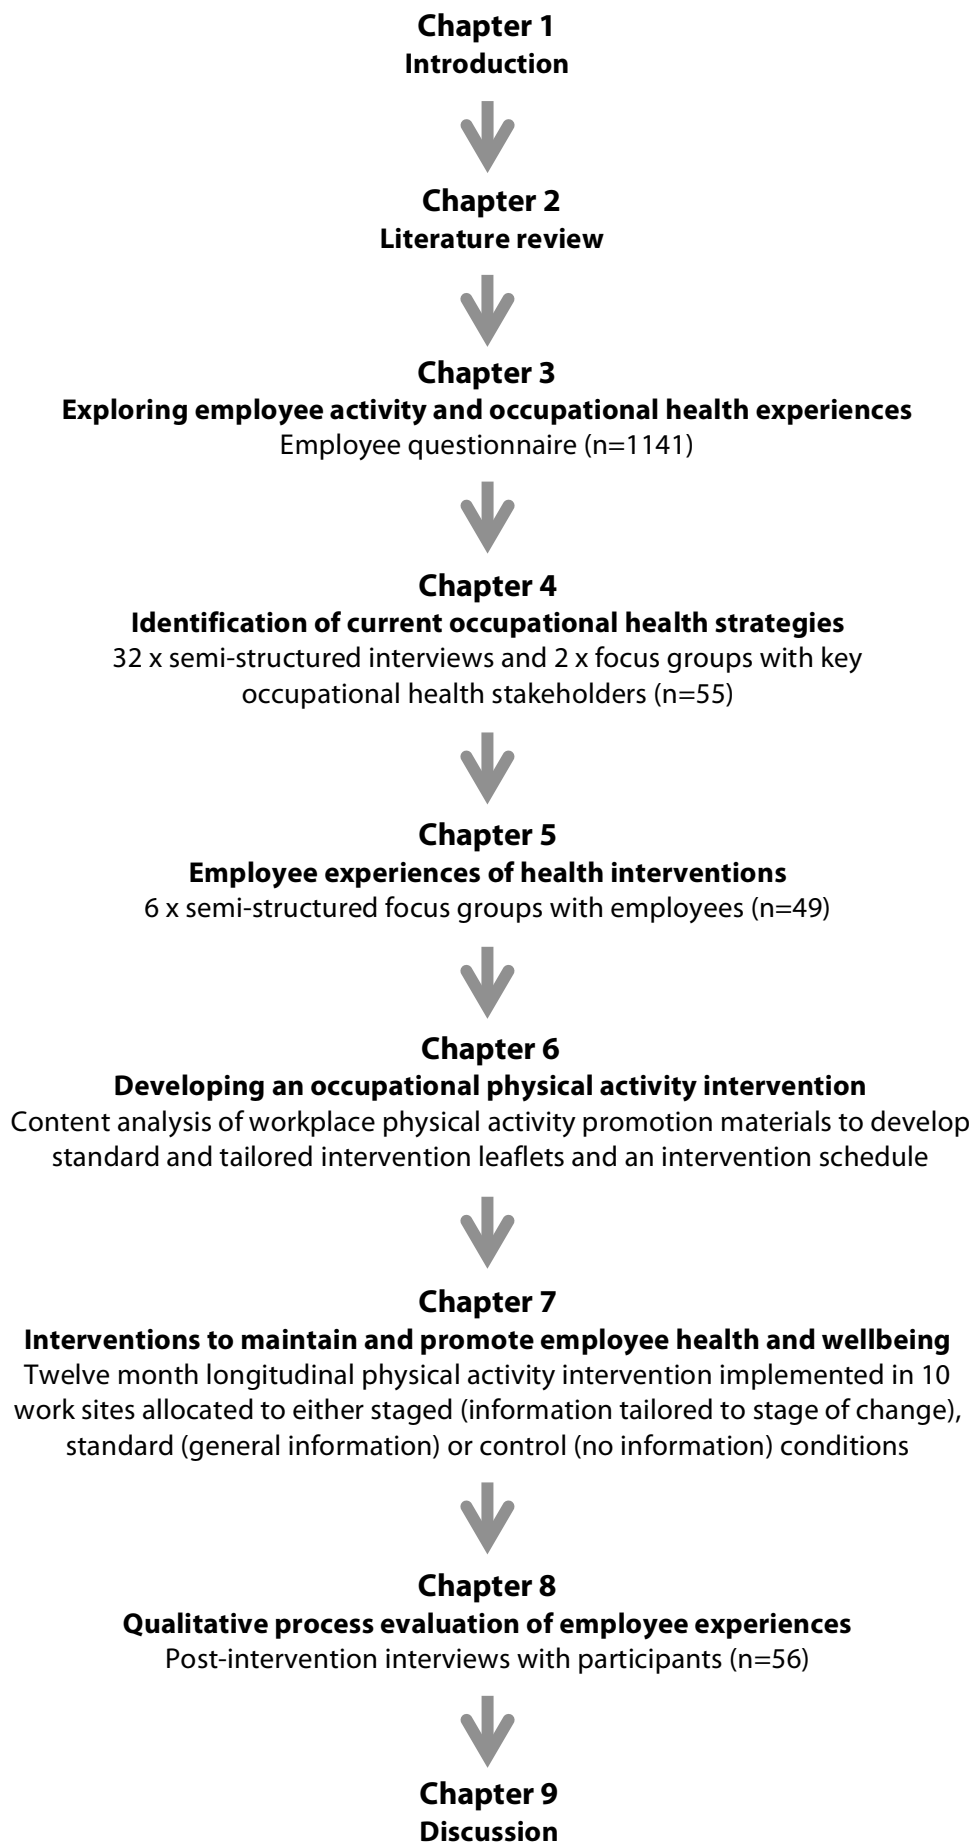 Chapter 1
Introduction
Chapter 2
Literature review
Chapter 3
Exploring employee activity and occupational health experiences
Employee questionnaire (n=1141)
Chapter 4
Identification of current occupational health strategies
32 x semi-structured interviews and 2 x focus groups with key
occupational health stakeholders (n=55)
Chapter 5
Employee experiences of health interventions
6 x semi-structured focus groups with employees (n=49)
Chapter 6
Developing an occupational physical activity intervention
Content analysis of workplace physical activity promotion materials to develop
standard and tailored intervention leaflets and an intervention schedule
Chapter 7
Interventions to maintain and promote employee health and wellbeing
Twelve month longitudinal physical activity intervention implemented in 10
work sites allocated to either staged (information tailored to stage of change),
standard (general information) or control (no information) conditions
Chapter 8
Qualitative process evaluation of employee experiences
Post-intervention interviews with participants (n=56)
Chapter 9
Discussion